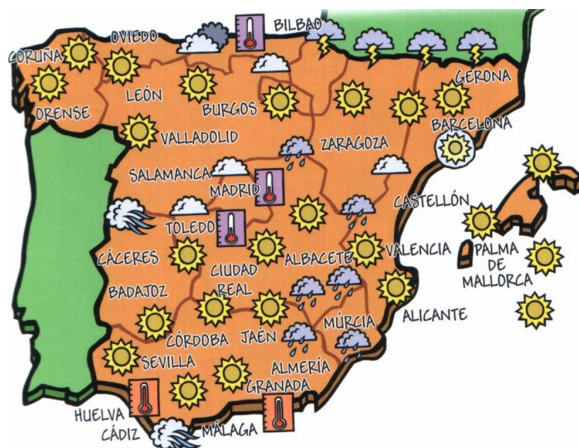 BILBAO
OVIEDO
CORUÑA
GERONA
LEÓN
BURGOS
ORENSE
BARCELONA
VALLADOLID
ZARAGOZA
SALAMANCA
MADRID
CASTELLÓN
TOLEDO
CÁCERES
CIUDAD
REAL
ALBACETE
VALENCIA
PALMA
DE
MALLORCA
BADAJOZ
ALICANTE
CÓRDOBA
JAÉN
MÚRCIA
SEVILLA
ALMERÍA
GRANADA
HUELVA
CÁDIZ
MÁLAGA